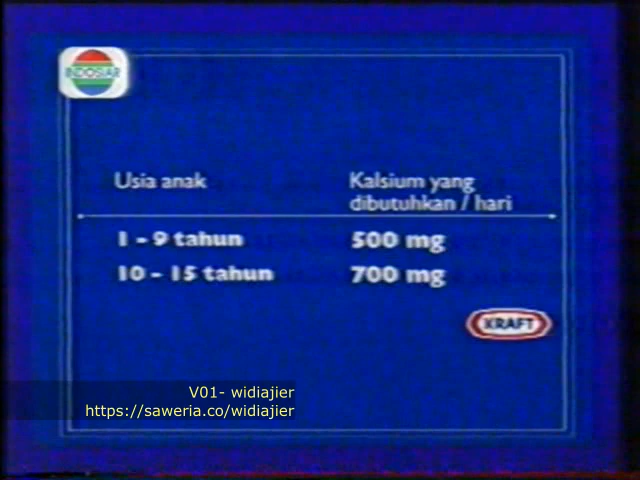 INDOSIAR
Usia anak
Kalsium yang
dibutuhkan / hari
1 - 9 tahun
500 mg
10 - 15 tahun
700 mg
KRAFT
V01- widiajier
https://saweria.co/widiajier